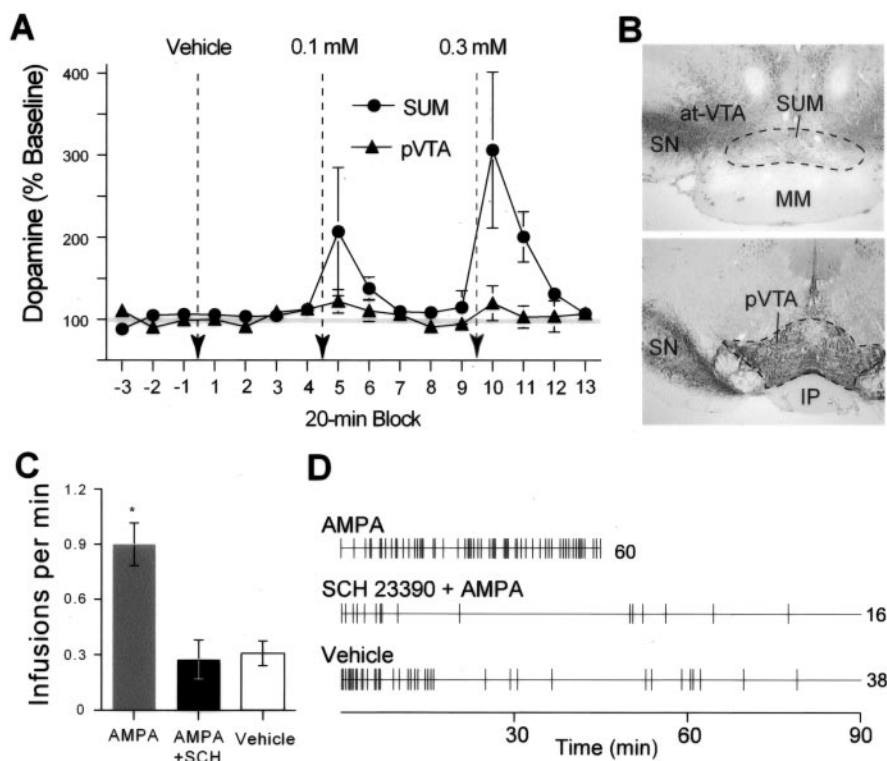 A
Vehicle
0.1 mM
0.3 mM
400
300
200
100
Dopamine (% Baseline)
SUM
pVTA
-3 -2 -1 1 2 3 4 5 6 7 8 9 10 11 12 13
20-min Block
B
at-VTA
SUM
SN
MM
pVTA
SN
IP
C
1.2
0.9
0.6
0.3
0
Infusions per min
*
AMPA
AMPA
+SCH
Vehicle
D
AMPA
60
SCH 23390 + AMPA
16
Vehicle
38
30 60 90
Time (min)